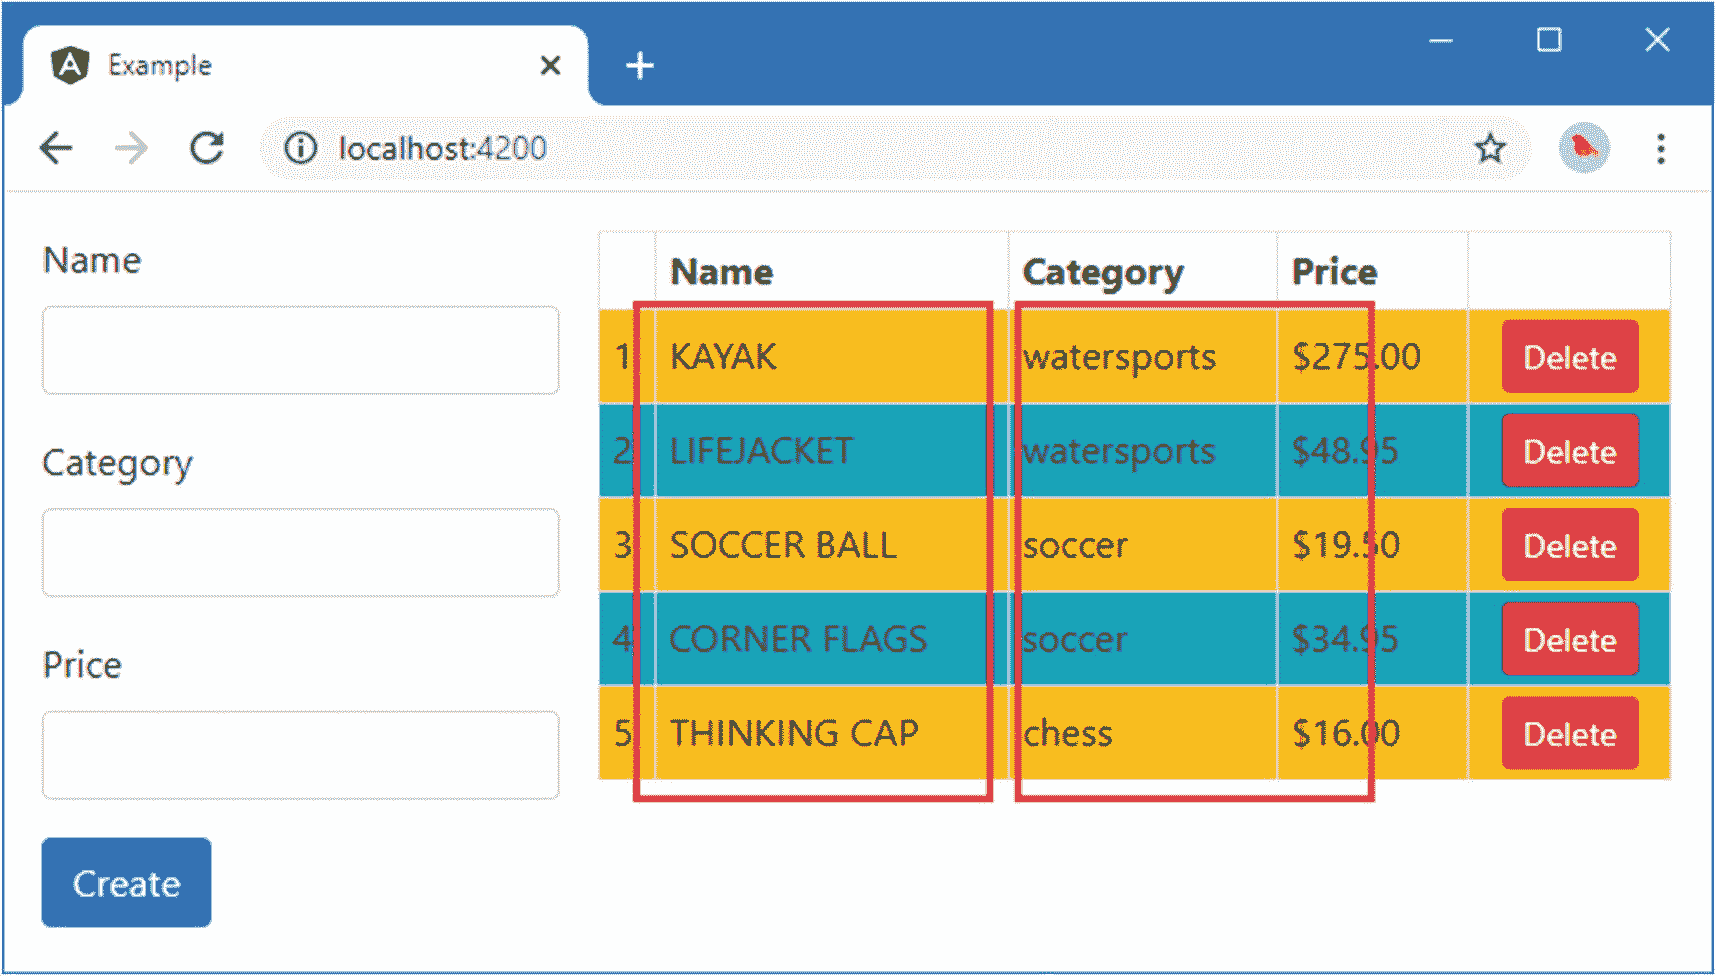 Example
localhost:4200
Name
Category
Price
Create
Name Category Price
1 KAYAK watersports $275.00 Delete
2 LIFEJACKET watersports $48.95 Delete
3 SOCCER BALL soccer $19.50 Delete
4 CORNER FLAGS soccer $34.95 Delete
5 THINKING CAP chess $16.00 Delete